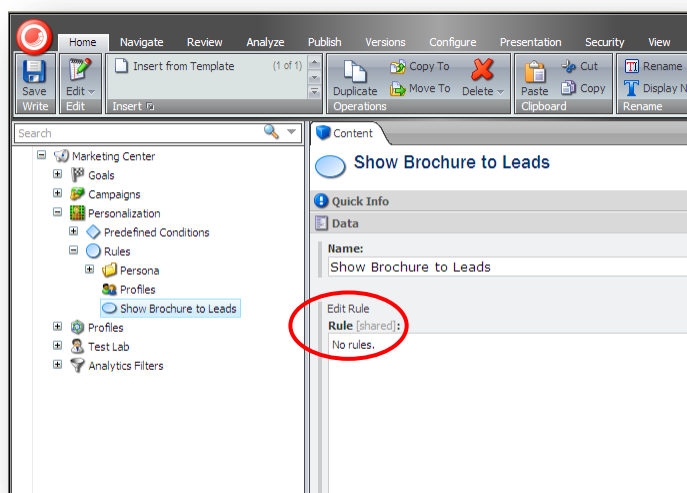 Home Navigate Review Analyze Publish Versions Configure Presentation Security View
Insert from Template (1 of 1) Copy To Cut Rename
Save Edit Duplicate Move To Delete Paste Copy Display N
Write Edit Insert Operations Clipboard Rename
Search
Content
Marketing Center
Goals
Campaigns
Personalization
Predefined Conditions
Rules
Persona
Profiles
Show Brochure to Leads
Profiles
Test Lab
Analytics Filters
Show Brochure to Leads
Quick Info
Data
Name:
Show Brochure to Leads
Edit Rule
Rule [shared]:
No rules.